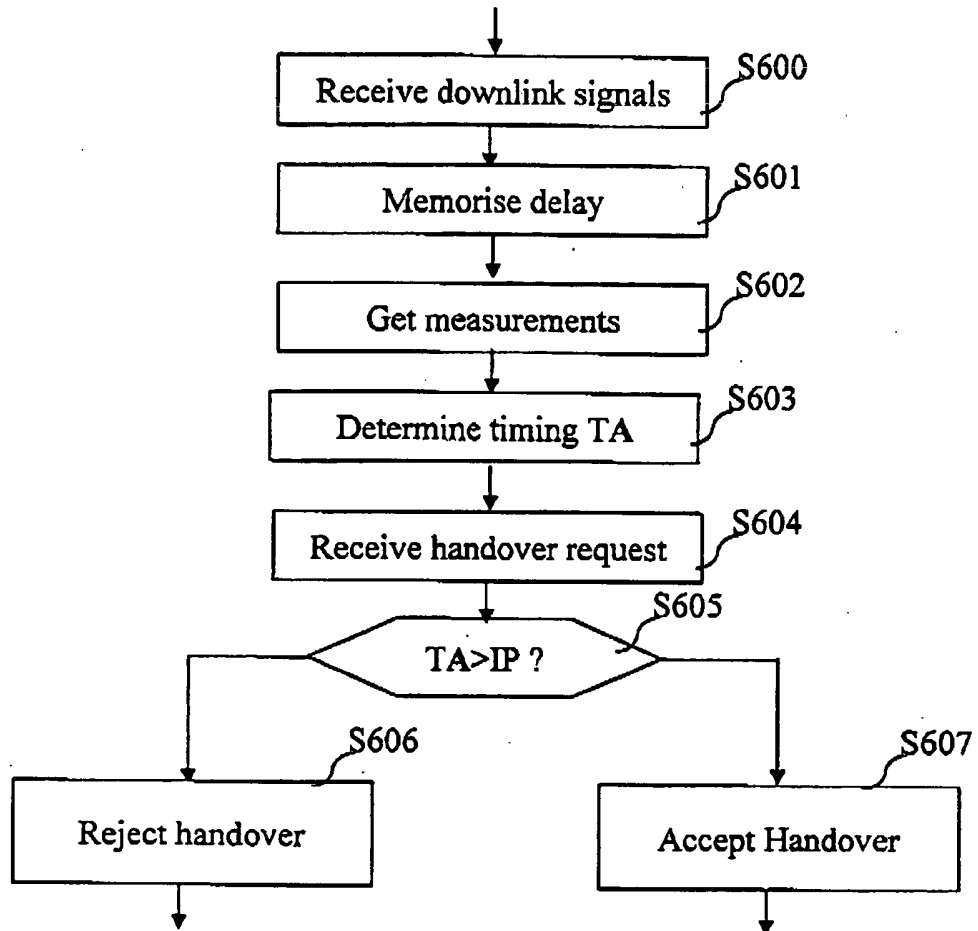 S600
Receive downlink signals
S601
Memorise delay
S602
Get measurements
S603
Determine timing TA
S604
Receive handover request
S605
TA>IP ?
S606
Reject handover
S607
Accept Handover